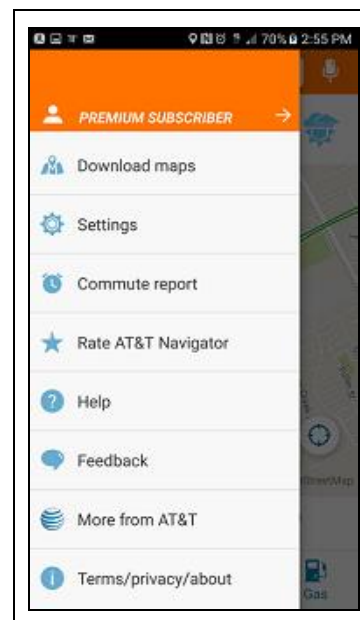 70% 2:55 PM
PREMIUM SUBSCRIBER
Download maps
Settings
Commute report
Rate AT&T Navigator
Help
Feedback
More from AT&T
Terms/privacy/about
StreetMap
Gas